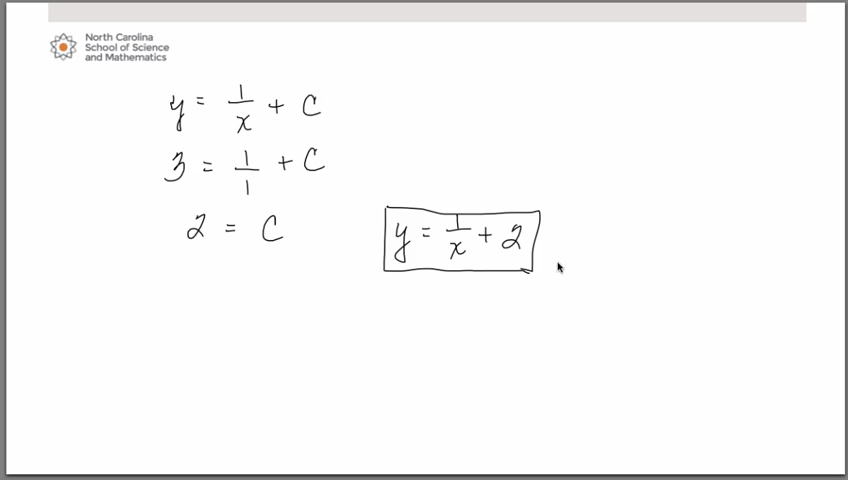 North Carolina
School of Science
and Mathematics
y = 1/x + C
3 = 1/1 + C
2 = C
y = 1/x + 2